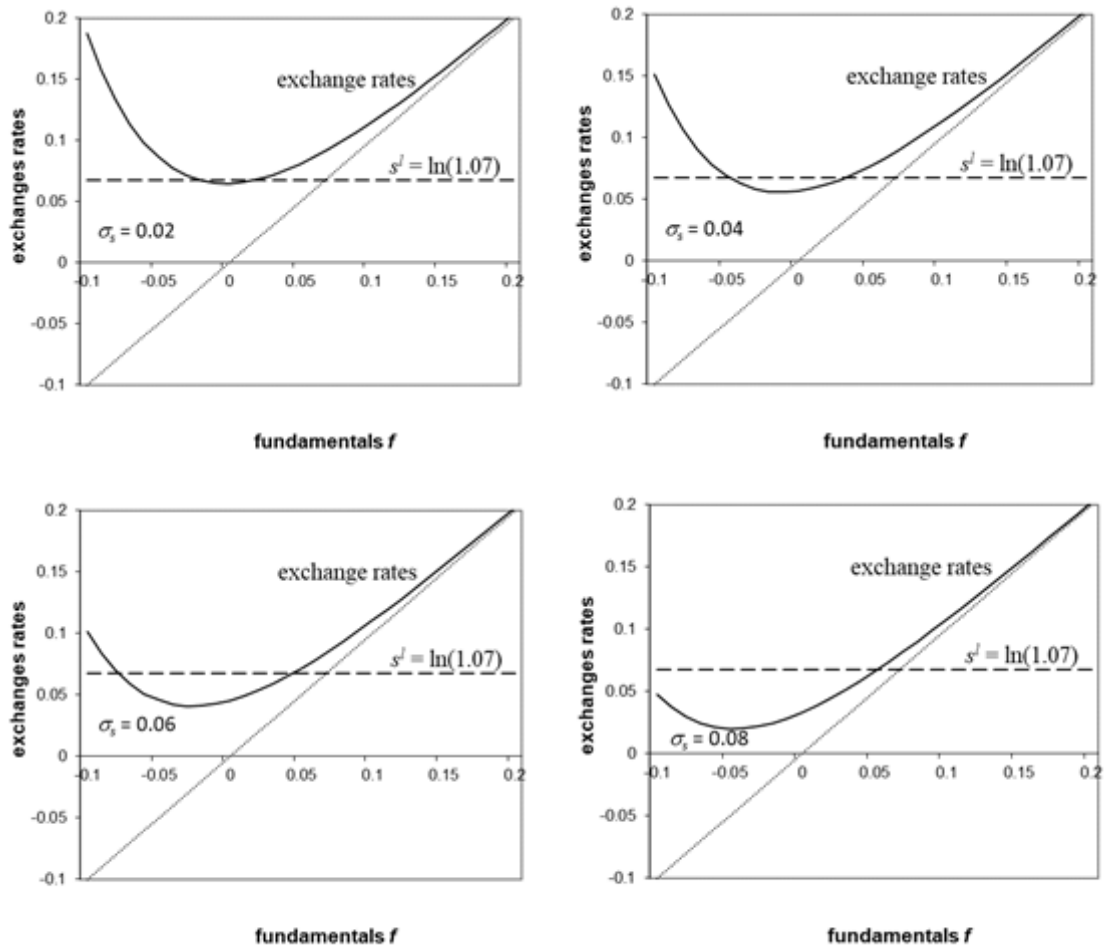 0.2
0.15
0.1
0.05
0
-0.05
-0.1
-0.1
-0.05
0
0.05
0.1
0.15
0.2
exchanges rates
exchange rates
s^l = ln(1.07)
σ_s = 0.02
fundamentals f
0.2
0.15
0.1
0.05
0
-0.05
-0.1
-0.1
-0.05
0
0.05
0.1
0.15
0.2
exchanges rates
exchange rates
s^l = ln(1.07)
σ_s = 0.04
fundamentals f
0.2
0.15
0.1
0.05
0
-0.05
-0.1
-0.1
-0.05
0
0.05
0.1
0.15
0.2
exchanges rates
exchange rates
s^l = ln(1.07)
σ_s = 0.06
fundamentals f
0.2
0.15
0.1
0.05
0
-0.05
-0.1
-0.1
-0.05
0
0.05
0.1
0.15
0.2
exchanges rates
exchange rates
s^l = ln(1.07)
σ_s = 0.08
fundamentals f